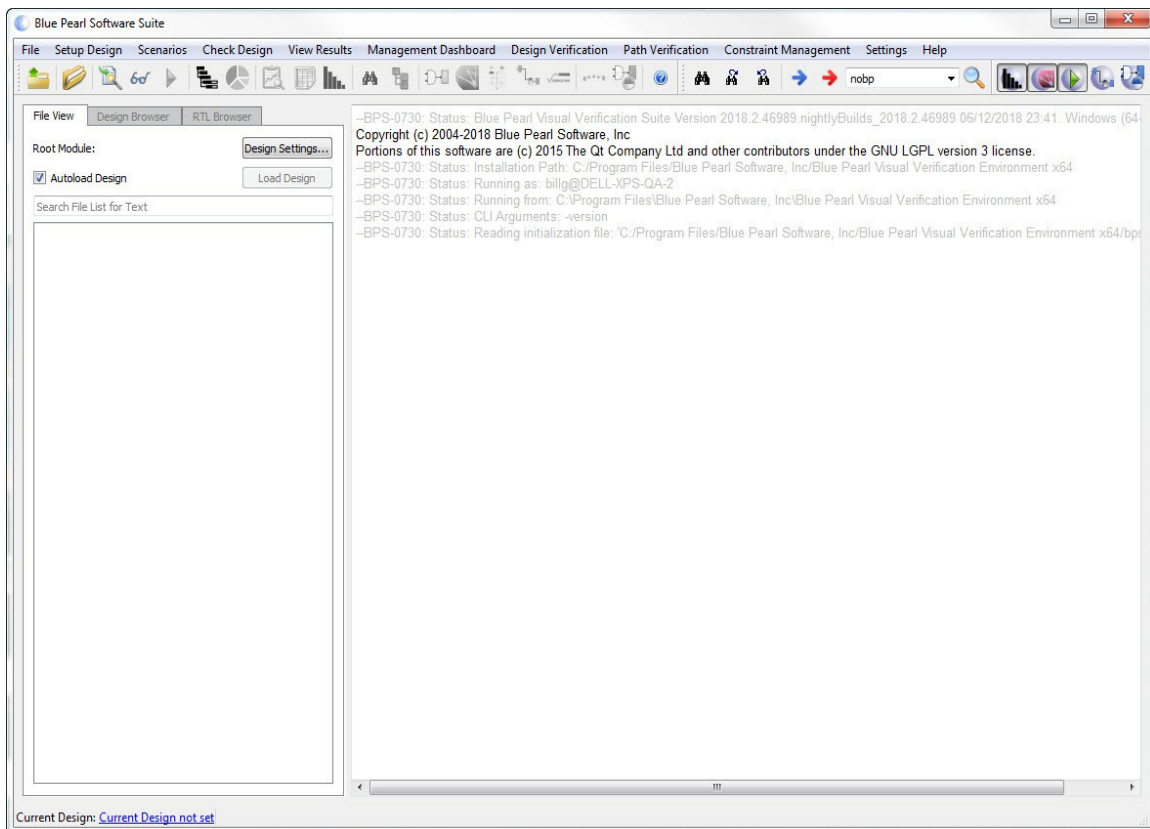 Blue Pearl Software Suite
File Setup Design Scenarios Check Design View Results Management Dashboard Design Verification Path Verification Constraint Management Settings Help
nobp
File View Design Browser RTL Browser
Root Module: Design Settings...
Autoload Design Load Design
Search File List for Text
--BPS-0730: Status: Blue Pearl Visual Verification Suite Version 2018.2.46989.nightlyBuilds_2018.2.46989 06/12/2018 23:41. Windows (64-
Copyright (c) 2004-2018 Blue Pearl Software, Inc
Portions of this software are (c) 2015 The Qt Company Ltd and other contributors under the GNU LGPL version 3 license.
--BPS-0730: Status: Installation Path: C:/Program Files/Blue Pearl Software, Inc/Blue Pearl Visual Verification Environment x64
--BPS-0730: Status: Running as: billg@DELL-XPS-QA-2
--BPS-0730: Status: Running from: C:\Program Files\Blue Pearl Software, Inc\Blue Pearl Visual Verification Environment x64
--BPS-0730: Status: CLI Arguments: -version
--BPS-0730: Status: Reading initialization file: 'C:/Program Files/Blue Pearl Software, Inc/Blue Pearl Visual Verification Environment x64/bps
Current Design: Current Design not set